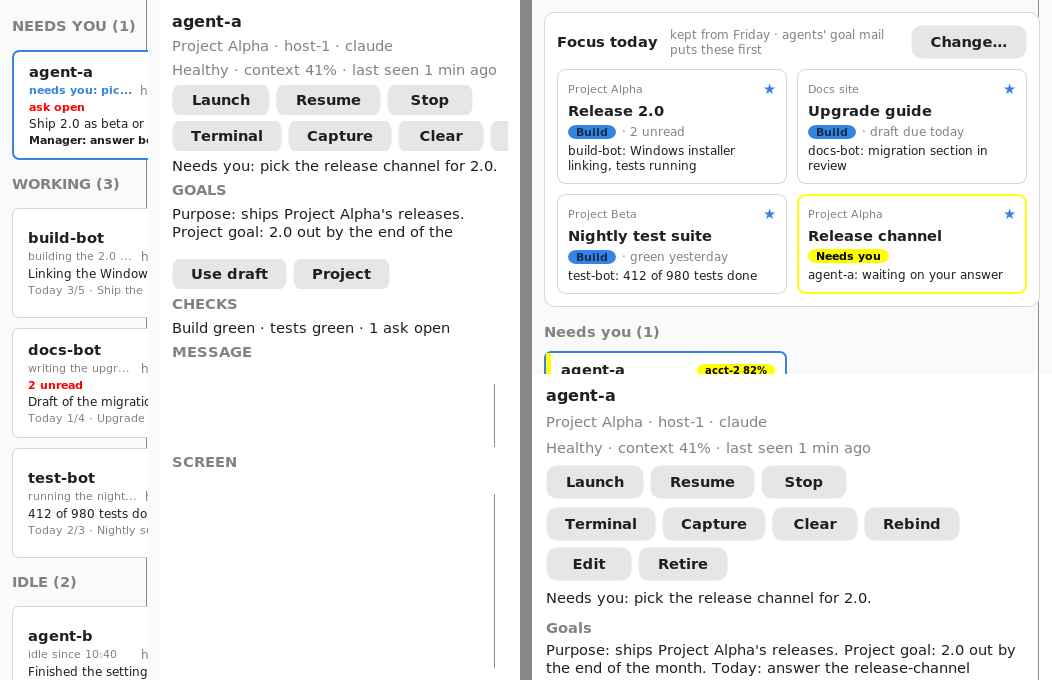 NEEDS YOU (1)
agent-a
needs you: pic…
ask open
Ship 2.0 as beta or
Manager: answer
WORKING (3)
build-bot
building the 2.0 …
Linking the Window
Today 3/5 · Ship the
docs-bot
writing the upgr…
2 unread
Draft of the
Today 1/4 · Upgrade
test-bot
running the night…
412 of 980 tests
Today 2/3 · Nightly
IDLE (2)
agent-b
idle since 10:40
Finished the setting
agent-a
Project Alpha · host-1 · claude
Healthy · context 41% · last seen 1 min ago
Launch Resume Stop
Terminal Capture Clear
Needs you: pick the release channel for 2.0.
GOALS
Purpose: ships Project Alpha's releases.
Project goal: 2.0 out by the end of the
Use draft Project
CHECKS
Build green · tests green · 1 ask open
MESSAGE
SCREEN
Focus today kept from Friday · agents' goal mail
puts these first
Change…
Project Alpha ★
Release 2.0
Build · 2 unread
build-bot: Windows installer
linking, tests running
Docs site ★
Upgrade guide
Build · draft due today
docs-bot: migration section in
review
Project Beta ★
Nightly test suite
Build · green yesterday
test-bot: 412 of 980 tests done
Project Alpha ★
Release channel
Needs you
agent-a: waiting on your answer
Needs you (1)
agent-a acct-2 82%
agent-a
Project Alpha · host-1 · claude
Healthy · context 41% · last seen 1 min ago
Launch Resume Stop
Terminal Capture Clear Rebind
Edit Retire
Needs you: pick the release channel for 2.0.
Goals
Purpose: ships Project Alpha's releases. Project goal: 2.0 out by
the end of the month. Today: answer the release-channel